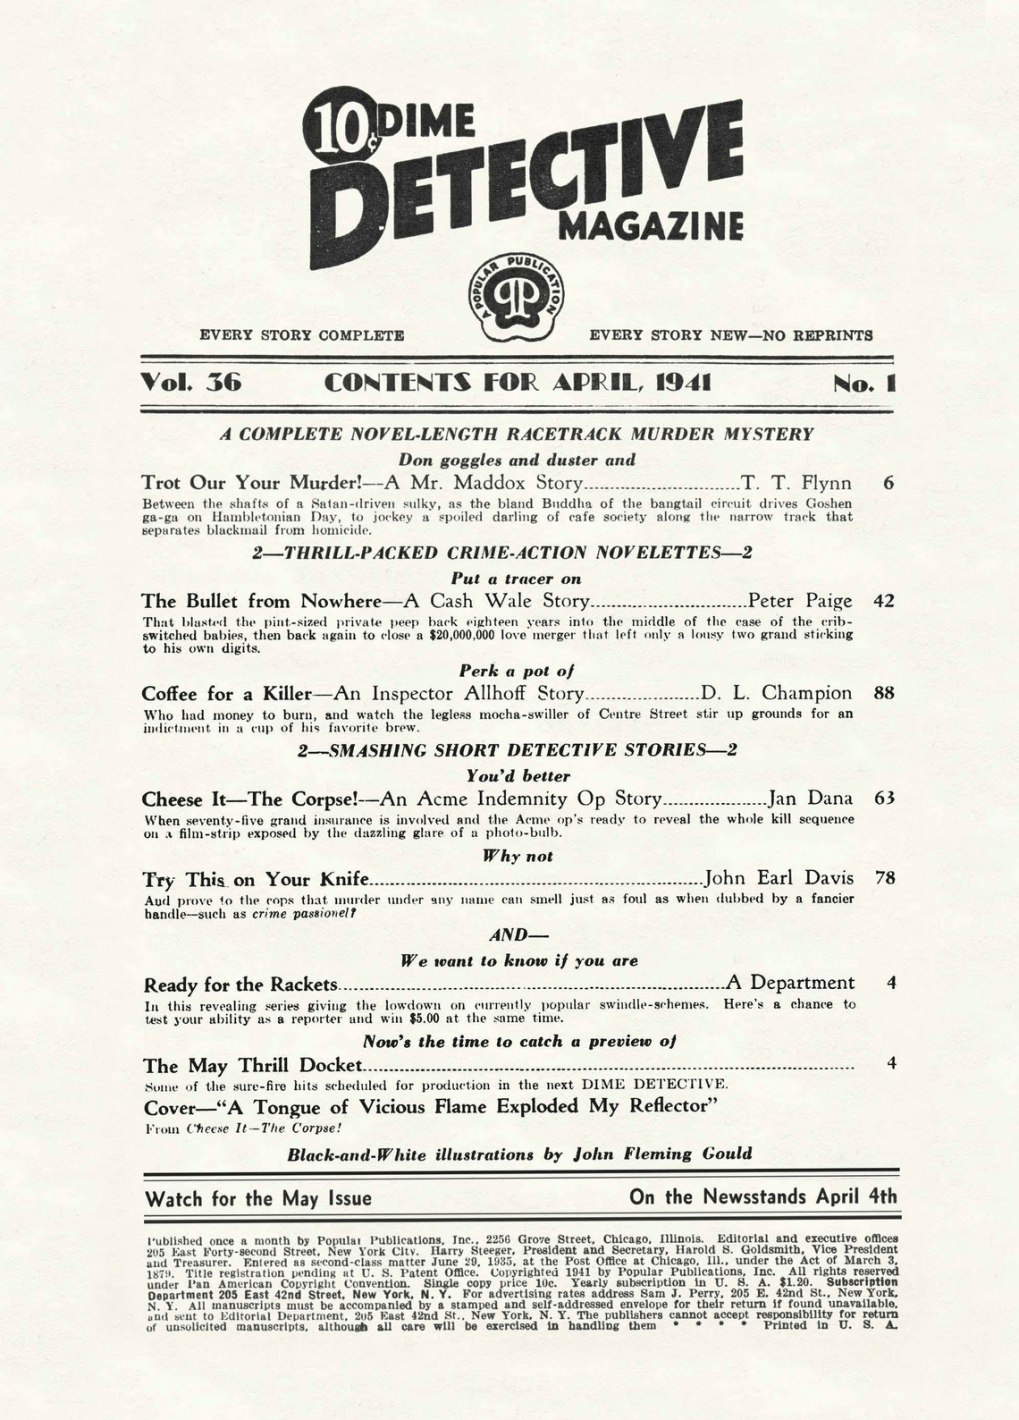 10¢ DIME
DETECTIVE
MAGAZINE
A POPULAR PUBLICATION
EVERY STORY COMPLETE
EVERY STORY NEW—NO REPRINTS
Vol. 36 CONTENTS FOR APRIL, 1941 No. 1
A COMPLETE NOVEL-LENGTH RACETRACK MURDER MYSTERY
Don goggles and duster and
Trot Our Your Murder!—A Mr. Maddox Story............................T. T. Flynn 6
Between the shafts of a Satan-driven sulky, as the bland Buddha of the bangtail circuit drives Goshen
ga-ga on Hambletonian Day, to jockey a spoiled darling of cafe society along the narrow track that
separates blackmail from homicide.
2—THRILL-PACKED CRIME-ACTION NOVELETTES—2
Put a tracer on
The Bullet from Nowhere—A Cash Wale Story............................Peter Paige 42
That blasted the pint-sized private peep back eighteen years into the middle of the case of the crib-
switched babies, then back again to close a $20,000,000 love merger that left only a lousy two grand sticking
to his own digits.
Perk a pot of
Coffee for a Killer—An Inspector Allhoff Story.....................D. L. Champion 88
Who had money to burn, and watch the legless mocha-swiller of Centre Street stir up grounds for an
indictment in a cup of his favorite brew.
2—SMASHING SHORT DETECTIVE STORIES—2
You'd better
Cheese It—The Corpse!—An Acme Indemnity Op Story...................Jan Dana 63
When seventy-five grand insurance is involved and the Acme op's ready to reveal the whole kill sequence
on a film-strip exposed by the dazzling glare of a photo-bulb.
Why not
Try This on Your Knife............................................................John Earl Davis 78
And prove to the cops that murder under any name can smell just as foul as when dubbed by a fancier
handle—such as crime passionel?
AND—
We want to know if you are
Ready for the Rackets......................................................................A Department 4
In this revealing series giving the lowdown on currently popular swindle-schemes. Here's a chance to
test your ability as a reporter and win $5.00 at the same time.
Now's the time to catch a preview of
The May Thrill Docket.......................................................................................... 4
Some of the sure-fire hits scheduled for production in the next DIME DETECTIVE.
Cover—“A Tongue of Vicious Flame Exploded My Reflector”
From Cheese It—The Corpse!
Black-and-White illustrations by John Fleming Gould
Watch for the May Issue On the Newsstands April 4th
Published once a month by Popular Publications, Inc., 2256 Grove Street, Chicago, Illinois. Editorial and executive offices
205 East Forty-second Street, New York City. Harry Steeger, President and Secretary, Harold S. Goldsmith, Vice President
and Treasurer. Entered as second-class matter June 29, 1935, at the Post Office at Chicago, Ill., under the Act of March 3,
1879. Title registration pending at U. S. Patent Office. Copyrighted 1941 by Popular Publications, Inc. All rights reserved
under Pan American Copyright Convention. Single copy price 10c. Yearly subscription in U. S. A. $1.20. Subscription
Department 205 East 42nd Street, New York, N. Y. For advertising rates address Sam J. Perry, 205 E. 42nd St., New York,
N. Y. All manuscripts must be accompanied by a stamped and self-addressed envelope for their return if found unavailable,
and sent to Editorial Department, 205 East 42nd St., New York, N. Y. The publishers cannot accept responsibility for return
of unsolicited manuscripts, although all care will be exercised in handling them * * * * Printed in U. S. A.